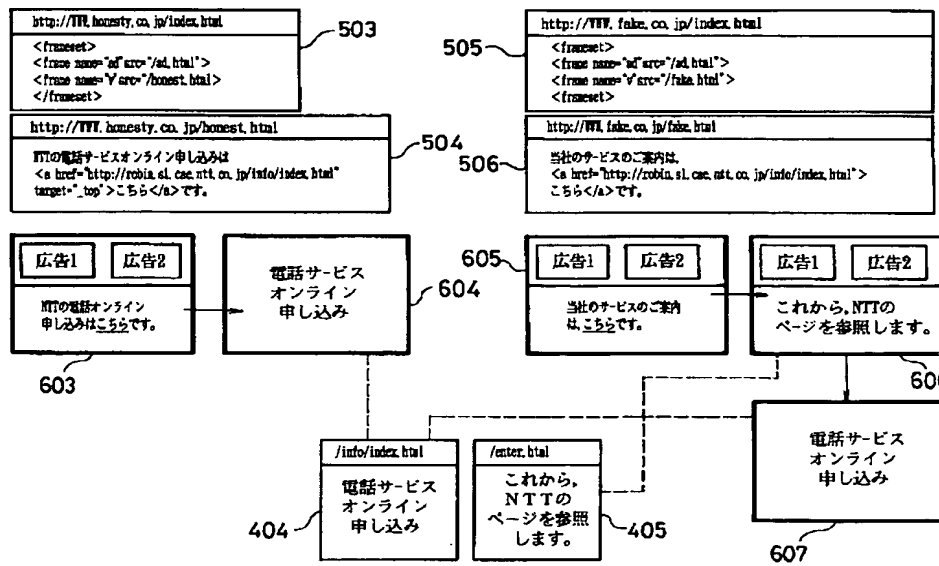 http://WWW.honesty.co.jp/index.html
<frameset>
<frame name="ad"src="/ad.html">
<frame name="v"src="/honest.html>
</frameset>
503
http://WWW.honesty.co.jp/honest.html
NTTの電話サービスオンライン申し込みは
<a href="http://robin.sl.cae.ntt.co.jp/info/index.html"
target="_top">こちら</a>です。
504
http://WWW.fake.co.jp/index.html
<frameset>
<frame name="ad"src="/ad.html">
<frame name="v"src="/fake.html">
<frameset>
505
http://WWW.fake.co.jp/fake.html
当社のサービスのご案内は、
<a href="http://robin.sl.cae.ntt.co.jp/info/index.html">
こちら</a>です。
506
広告1 広告2
NTTの電話オンライン
申し込みはこちらです。
603
電話サービス
オンライン
申し込み
604
605
広告1 広告2
当社のサービスのご案内
は、こちらです。
広告1 広告2
これから,NTTの
ページを参照します。
/info/index.html
電話サービス
オンライン
申し込み
404
/enter.html
これから,
NTTの
ページを参照
します。
405
電話サービス
オンライン
申し込み
607